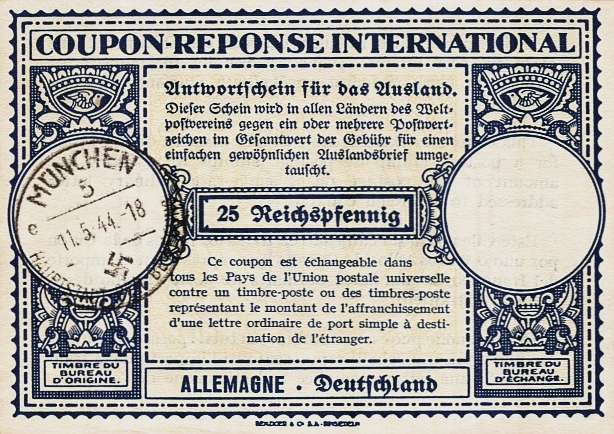 COUPON-REPONSE INTERNATIONAL
Antwortschein für das Ausland.
Dieser Schein wird in allen Ländern des Welt-
postvereins gegen ein oder mehrere Postwert-
zeichen im Gesamtwert der Gebühr für einen
einfachen gewöhnlichen Auslandsbrief umge-
tauscht.
MÜNCHEN
5
11.5.44.-18
25 Reichspfennig
Ce coupon est échangeable dans
tous les Pays de l'Union postale universelle
contre un timbre-poste ou des timbres-poste
représentant le montant de l'affranchissement
d'une lettre ordinaire de port simple à desti-
nation de l'étranger.
TIMBRE DU
BUREAU
D'ORIGINE.
ALLEMAGNE . Deutschland
TIMBRE DU
BUREAU
D'ÉCHANGE.